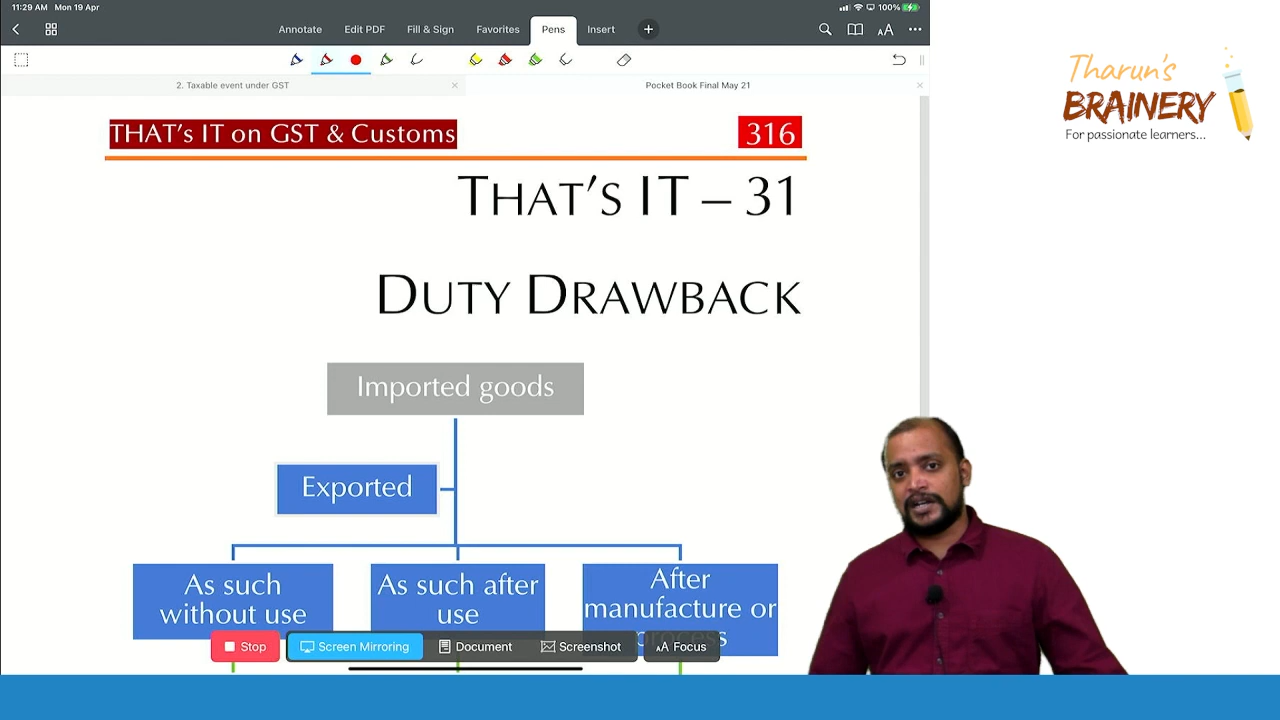 11:29 AM Mon 19 Apr
100%
Annotate
Edit PDF
Fill & Sign
Favorites
Pens
Insert
AA
2. Taxable event under GST
Pocket Book Final May 21
Tharun's
BRAINERY
For passionate learners...
THAT's IT on GST & Customs
316
THAT'S IT – 31
DUTY DRAWBACK
Imported goods
Exported
As such
without use
As such after
use
After
manufacture or
process
Stop
Screen Mirroring
Document
Screenshot
AA Focus